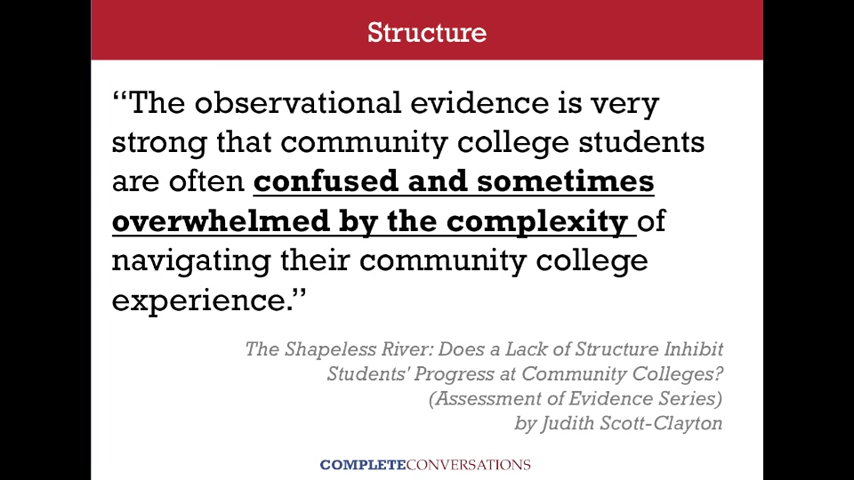 Structure
“The observational evidence is very
strong that community college students
are often confused and sometimes
overwhelmed by the complexity of
navigating their community college
experience.”
The Shapeless River: Does a Lack of Structure Inhibit
Students' Progress at Community Colleges?
(Assessment of Evidence Series)
by Judith Scott-Clayton
COMPLETECONVERSATIONS